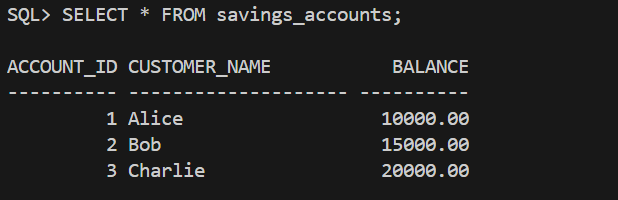 SQL> SELECT * FROM savings_accounts;
ACCOUNT_ID CUSTOMER_NAME           BALANCE
---------- -------------------- ----------
         1 Alice                  10000.00
         2 Bob                    15000.00
         3 Charlie                20000.00